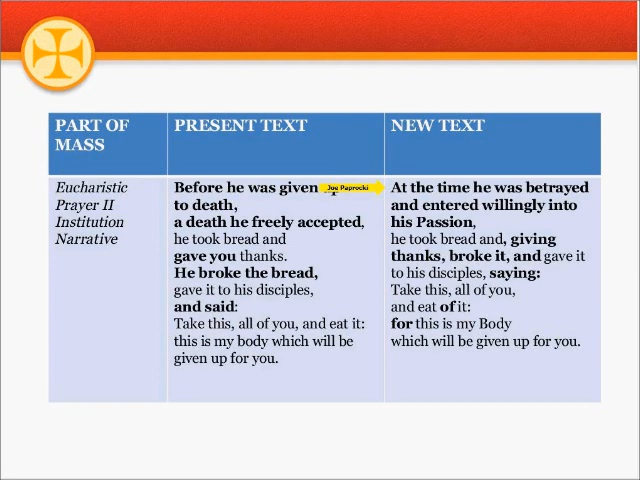 PART OF
MASS
PRESENT TEXT
NEW TEXT
Eucharistic
Prayer II
Institution
Narrative
Before he was given
to death,
a death he freely accepted,
he took bread and
gave you thanks.
He broke the bread,
gave it to his disciples,
and said:
Take this, all of you, and eat it:
this is my body which will be
given up for you.
Joe Paprocki
At the time he was betrayed
and entered willingly into
his Passion,
he took bread and, giving
thanks, broke it, and gave it
to his disciples, saying:
Take this, all of you,
and eat of it:
for this is my Body
which will be given up for you.